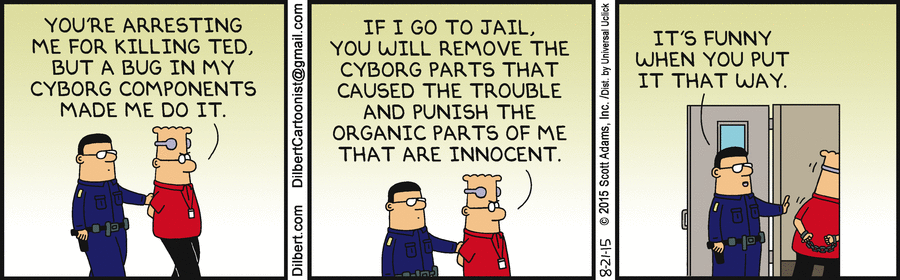 YOU'RE ARRESTING
ME FOR KILLING TED,
BUT A BUG IN MY
CYBORG COMPONENTS
MADE ME DO IT.
Dilbert.com DilbertCartoonist@gmail.com
IF I GO TO JAIL,
YOU WILL REMOVE THE
CYBORG PARTS THAT
CAUSED THE TROUBLE
AND PUNISH THE
ORGANIC PARTS OF ME
THAT ARE INNOCENT.
8-21-15 © 2015 Scott Adams, Inc. /Dist. by Universal Uclick
IT'S FUNNY
WHEN YOU PUT
IT THAT WAY.